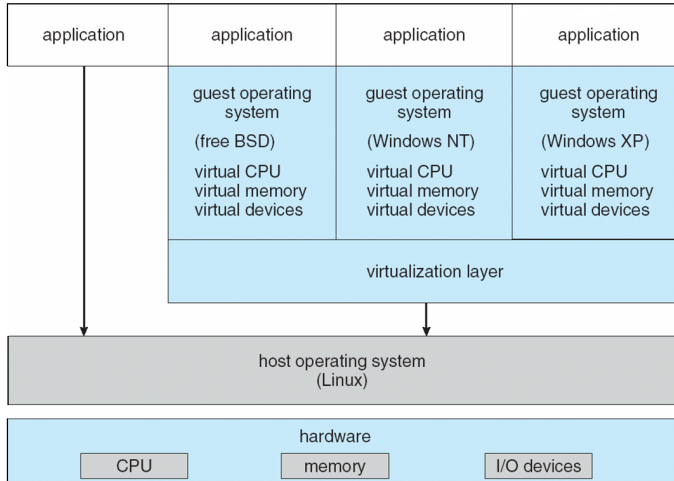 application
application
application
application
guest operating
system
(free BSD)
virtual CPU
virtual memory
virtual devices
guest operating
system
(Windows NT)
virtual CPU
virtual memory
virtual devices
guest operating
system
(Windows XP)
virtual CPU
virtual memory
virtual devices
virtualization layer
host operating system
(Linux)
hardware
CPU
memory
I/O devices